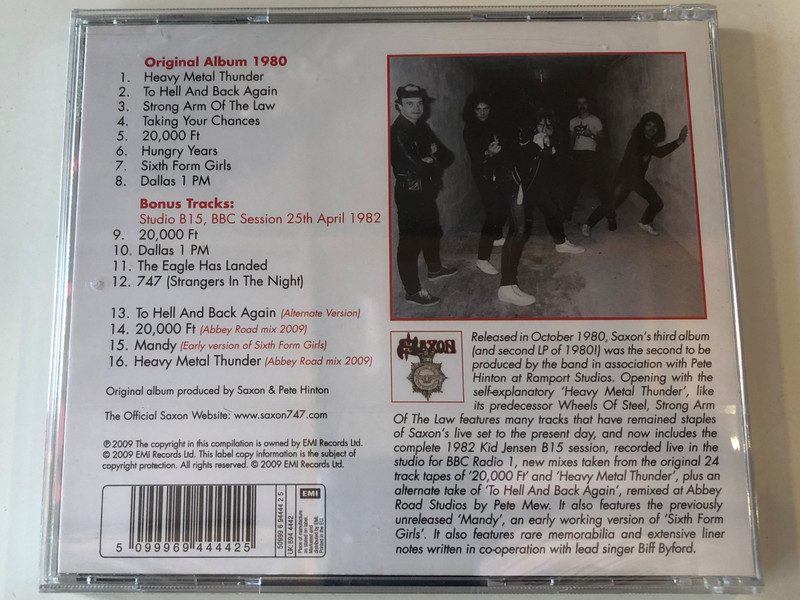 Original Album 1980
1. Heavy Metal Thunder
2. To Hell And Back Again
3. Strong Arm Of The Law
4. Taking Your Chances
5. 20,000 Ft
6. Hungry Years
7. Sixth Form Girls
8. Dallas 1 PM
Bonus Tracks:
Studio B15, BBC Session 25th April 1982
9. 20,000 Ft
10. Dallas 1 PM
11. The Eagle Has Landed
12. 747 (Strangers In The Night)
13. To Hell And Back Again (Alternate Version)
14. 20,000 Ft (Abbey Road mix 2009)
15. Mandy (Early version of Sixth Form Girls)
16. Heavy Metal Thunder (Abbey Road mix 2009)
Original album produced by Saxon & Pete Hinton
The Official Saxon Website: www.saxon747.com
℗ 2009 The copyright in this compilation is owned by EMI Records Ltd.
© 2009 EMI Records Ltd. This label copy information is the subject of
copyright protection. All rights reserved. © 2009 EMI Records Ltd.
5 099969 444425
50999 6 94444 2 5
UK: 694 4442
EMI
SAXON
Released in October 1980, Saxon's third album
(and second LP of 1980!) was the second to be
produced by the band in association with Pete
Hinton at Ramport Studios. Opening with the
self-explanatory 'Heavy Metal Thunder', like
its predecessor Wheels Of Steel, Strong Arm
Of The Law features many tracks that have remained staples
of Saxon's live set to the present day, and now includes the
complete 1982 Kid Jensen B15 session, recorded live in the
studio for BBC Radio 1, new mixes taken from the original 24
track tapes of '20,000 Ft' and 'Heavy Metal Thunder', plus an
alternate take of 'To Hell And Back Again', remixed at Abbey
Road Studios by Pete Mew. It also features the previously
unreleased 'Mandy', an early working version of 'Sixth Form
Girls'. It also features rare memorabilia and extensive liner
notes written in co-operation with lead singer Biff Byford.